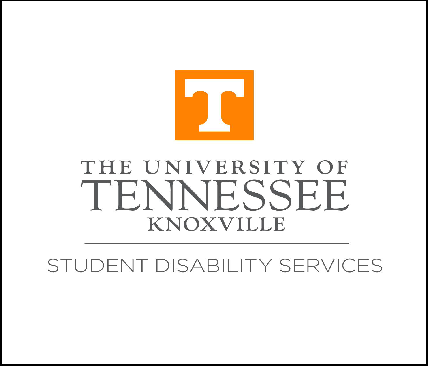 T
THE UNIVERSITY OF
TENNESSEE
KNOXVILLE
STUDENT DISABILITY SERVICES